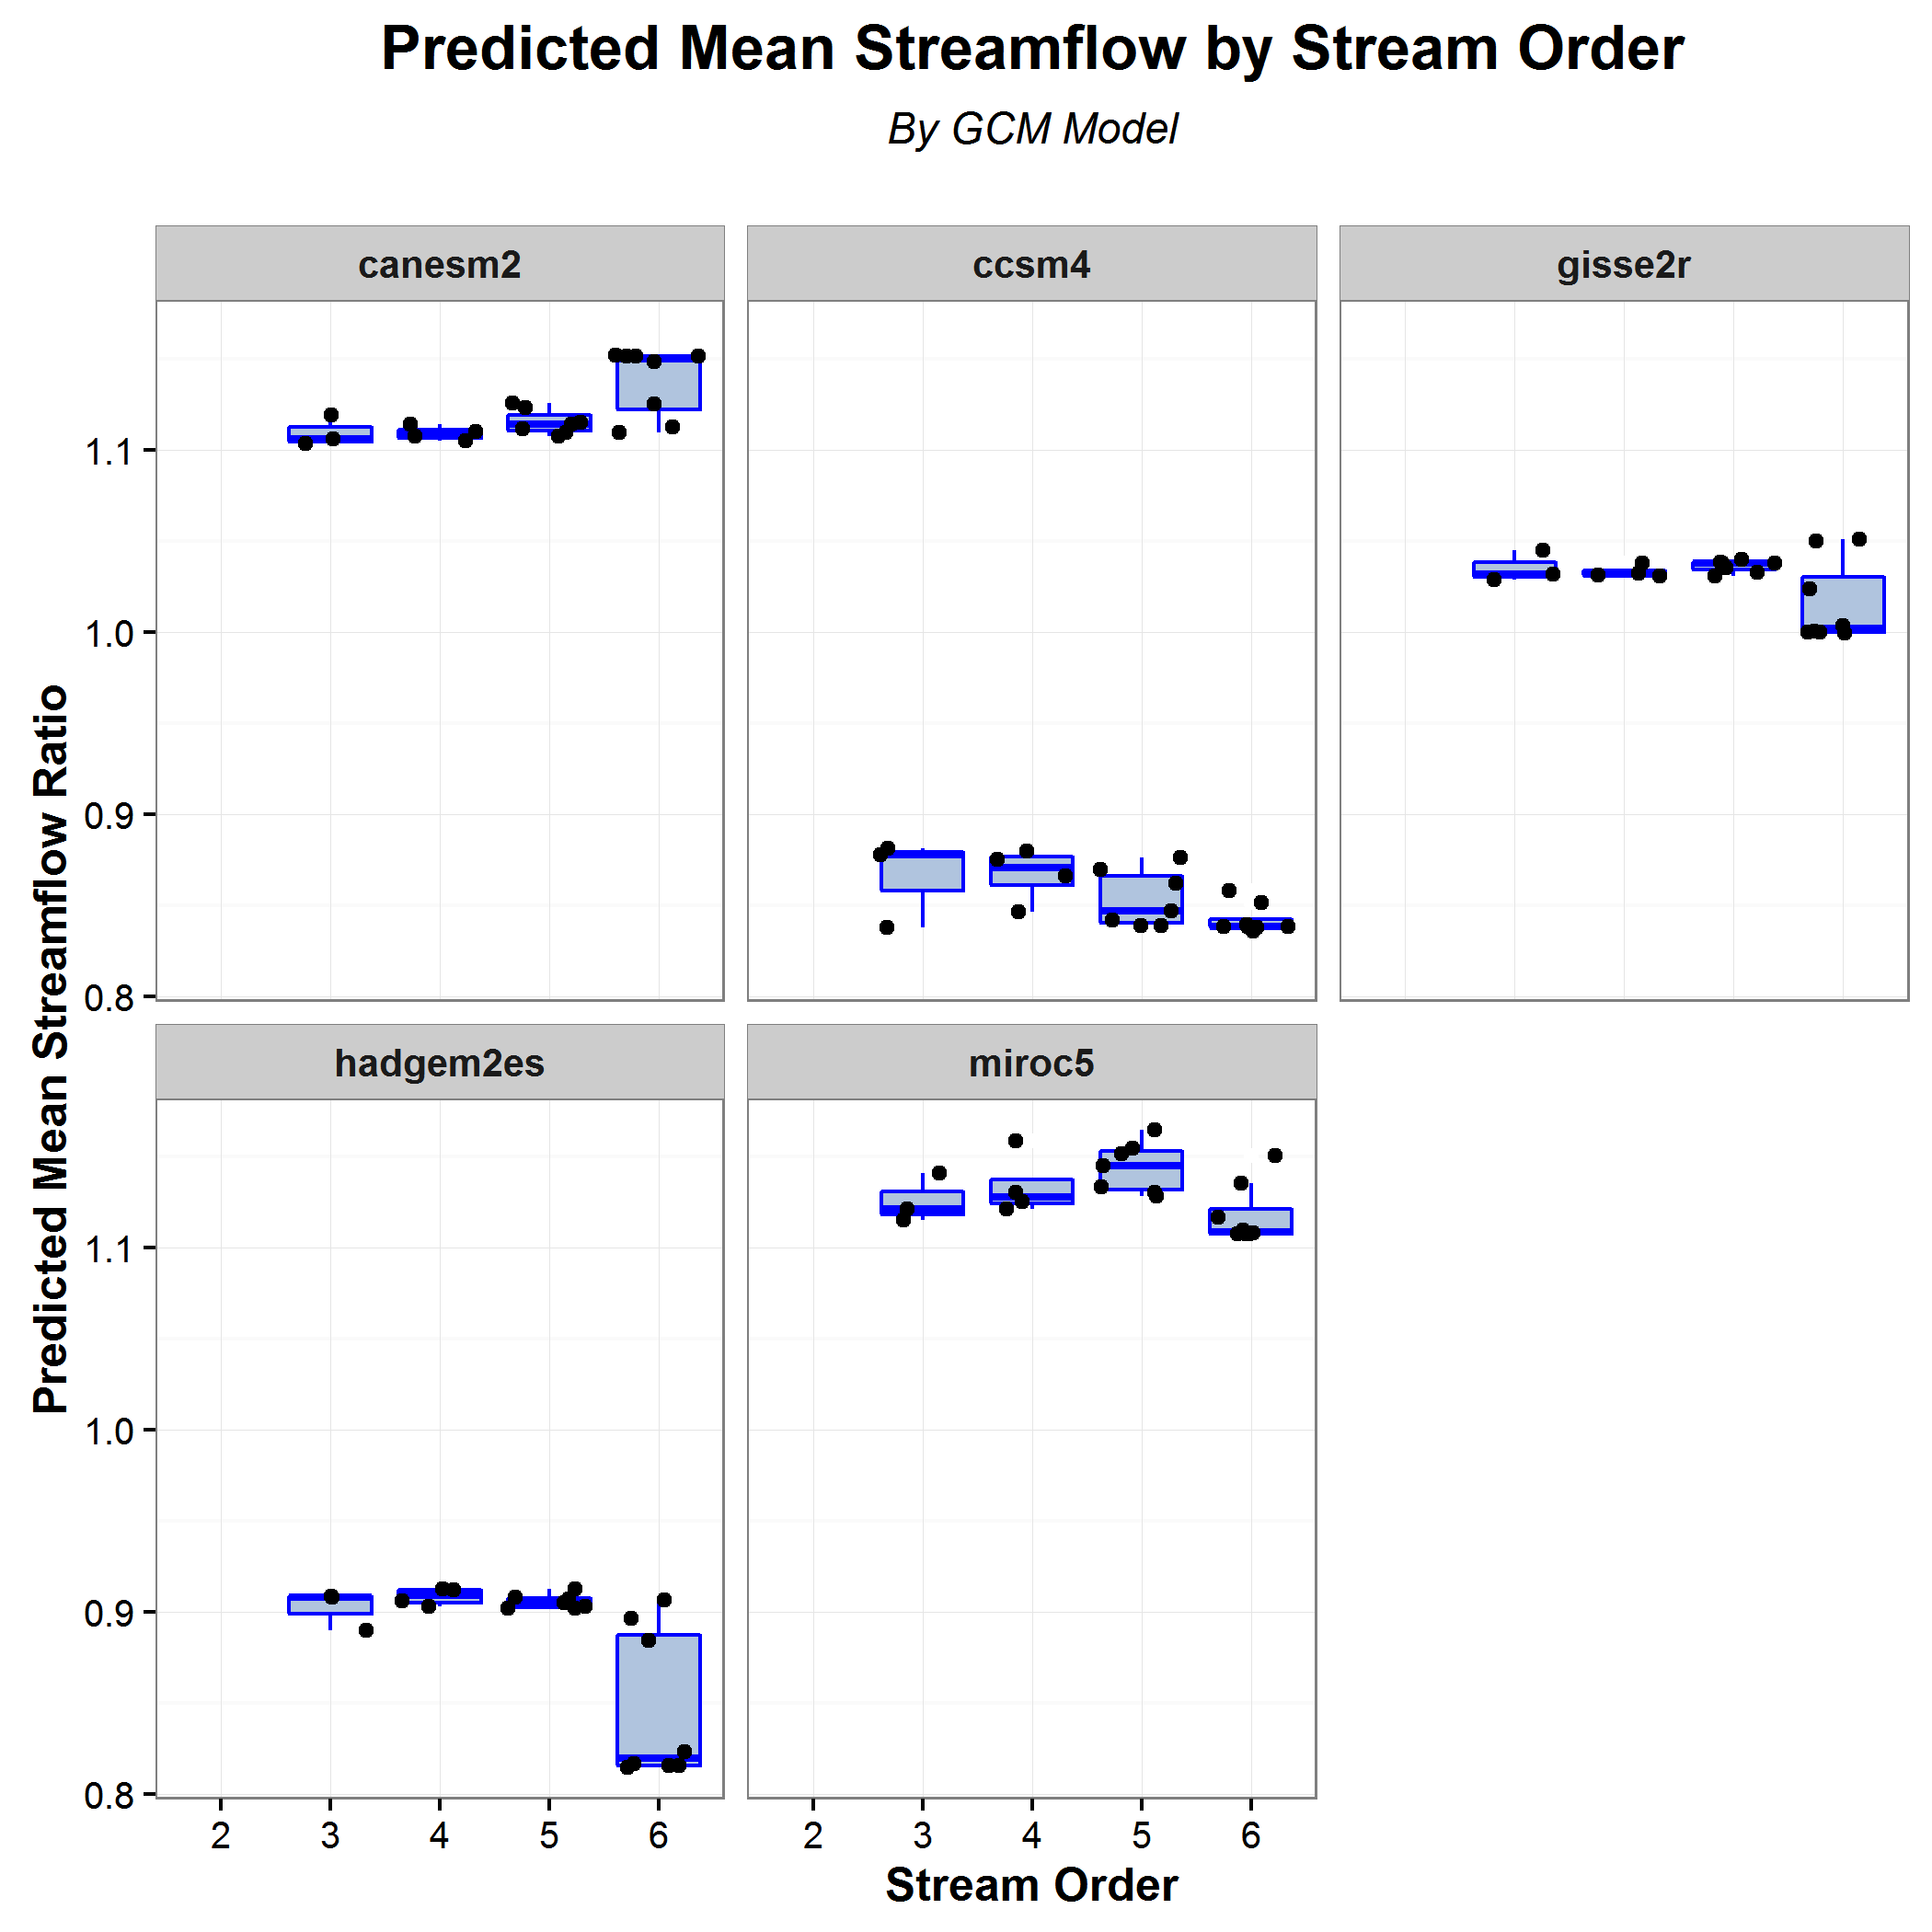 Predicted Mean Streamflow by Stream Order
By GCM Model
canesm2
ccsm4
gisse2r
1.1
1.0
0.9
0.8
Predicted Mean Streamflow Ratio
hadgem2es
miroc5
1.1
1.0
0.9
0.8
2 3 4 5 6
2 3 4 5 6
Stream Order